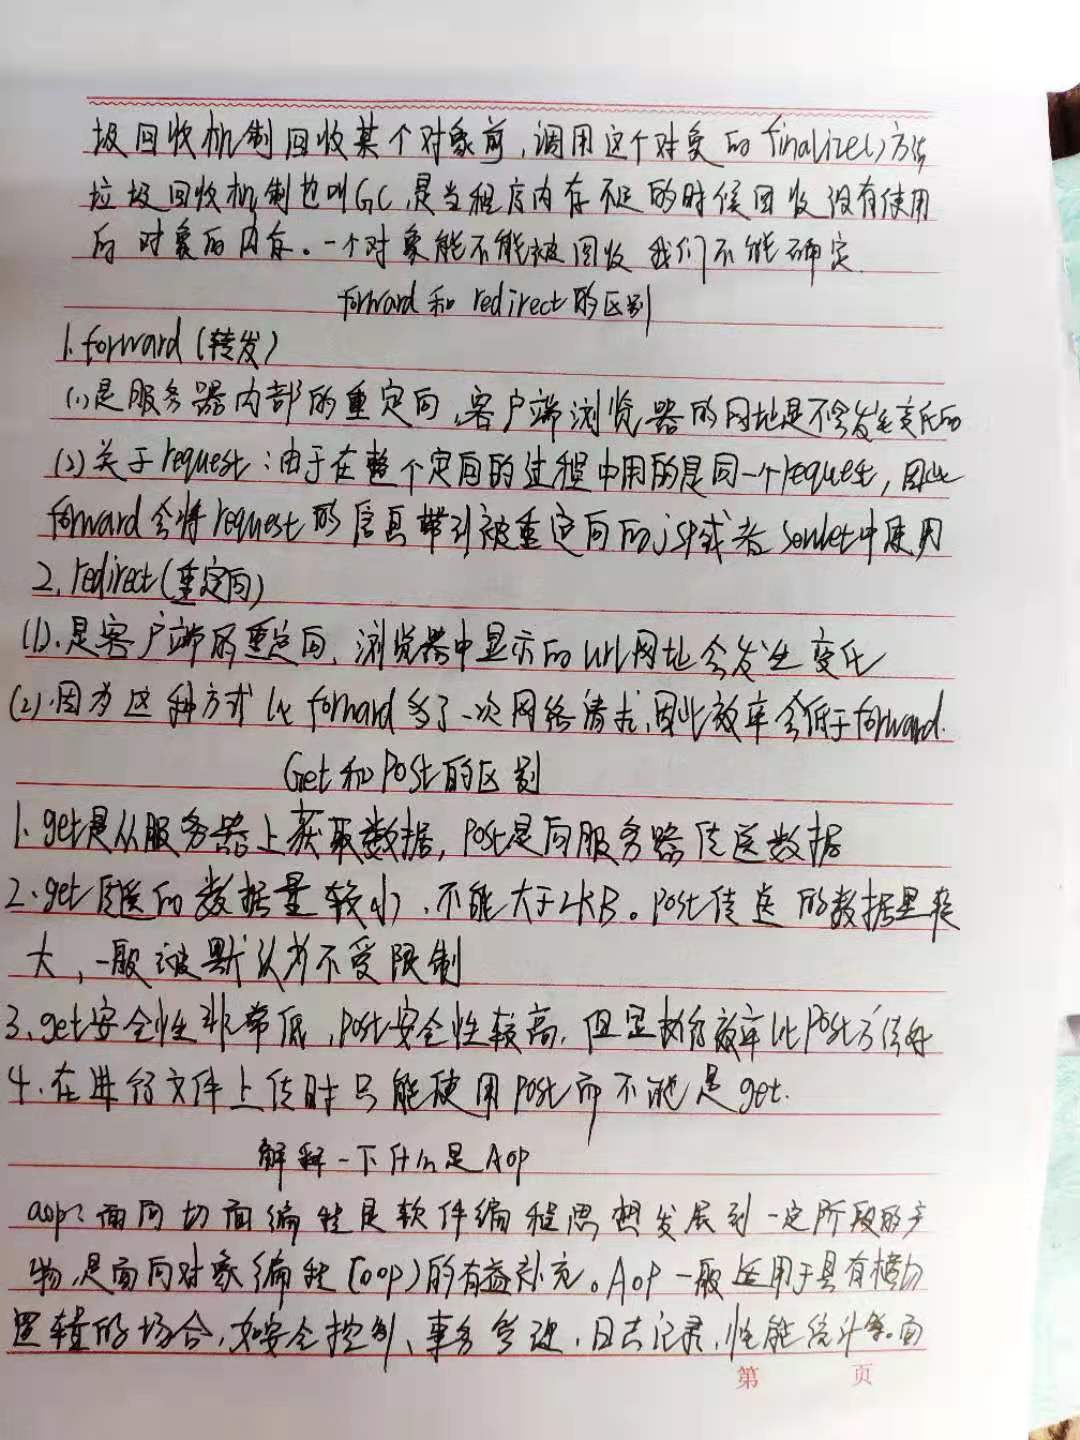 圾回收机制回收某个对象前,调用这个对象的finalize()方法
垃圾回收机制也叫GC,是当程序内存不足的时候回收没有使用
的对象的内存。一个对象能不能被回收我们不能确定.
forward和redirect的区别
1.forward(转发)
(1)是服务器内部的重定向,客户端浏览器的网址是不会发生变化的
(2)关于request:由于在整个定向的过程中用的是同一个request,因此
forward会将request的信息带到被重定向的jsp或者Servlet中使用
2.redirect(重定向)
(1).是客户端的重定向,浏览器中显示的url网址会发生变化
(2).因为这种方式比forward多了一次网络请求,因此效率会低于forward.
Get和Post的区别
1.get是从服务器上获取数据,Post是向服务器传送数据
2.get传送的数据量较小,不能大于2KB。Post传送的数据量较
大,一般被默认为不受限制
3.get安全性非常低,Post安全性较高,但是执行效率比Post方法好
4.在进行文件上传时只能使用Post而不能是get.
解释一下什么是Aop
aop:面向切面编程是软件编程思想发展到一定阶段的产
物,是面向对象编程(oop)的有益补充。Aop一般适用于具有横切
逻辑的场合,如安全控制、事务管理,日志记录,性能统计等。面
第 页